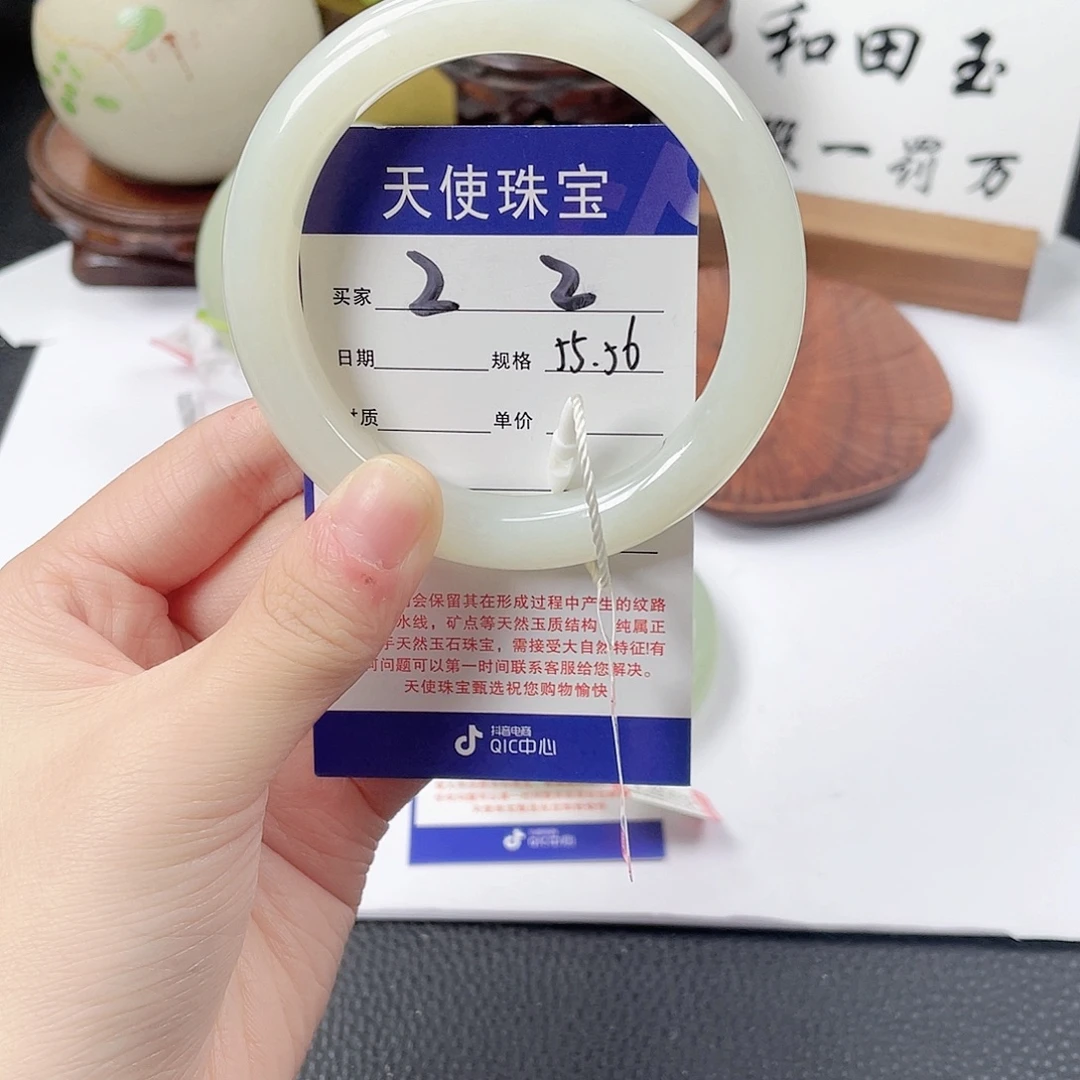 和田玉
一罚万
天使珠宝
买家 2 2
日期 规格 55.56
质 单价
会保留其在形成过程中产生的纹路
水线，矿点等天然玉质结构 纯属正
天然玉石珠宝，需接受大自然特征!有
问题可以第一时间联系客服给您解决。
天使珠宝甄选祝您购物愉快
抖音电商
QIC中心
QIC中心